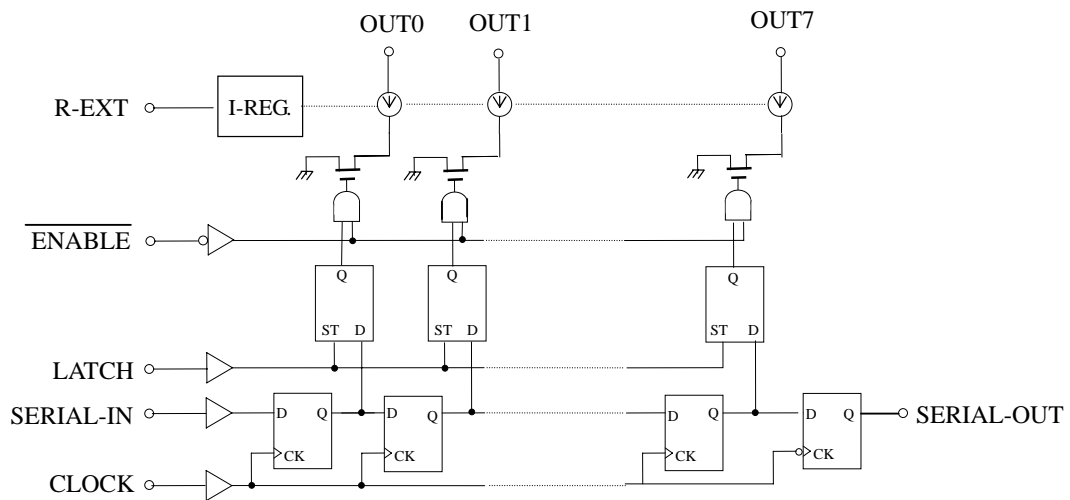 OUT0 OUT1 OUT7
R-EXT I-REG.
ENABLE
Q Q Q
ST D ST D ST D
LATCH
SERIAL-IN D Q D Q D Q D Q SERIAL-OUT
CK CK CK CK
CLOCK